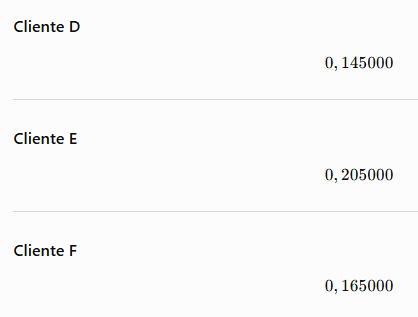 Cliente D
0, 145000
Cliente E
0, 205000
Cliente F
0, 165000